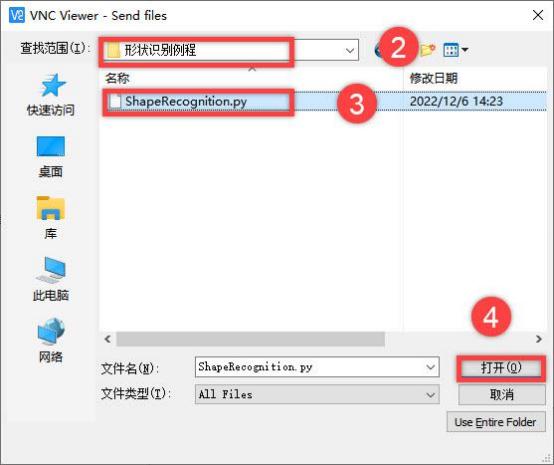 VNC Viewer - Send files
查找范围(I):
形状识别例程
2
名称
修改日期
ShapeRecognition.py
3
2022/12/6 14:23
快速访问
桌面
库
此电脑
网络
4
文件名(N):
ShapeRecognition.py
打开(O)
文件类型(T):
All Files
取消
Use Entire Folder